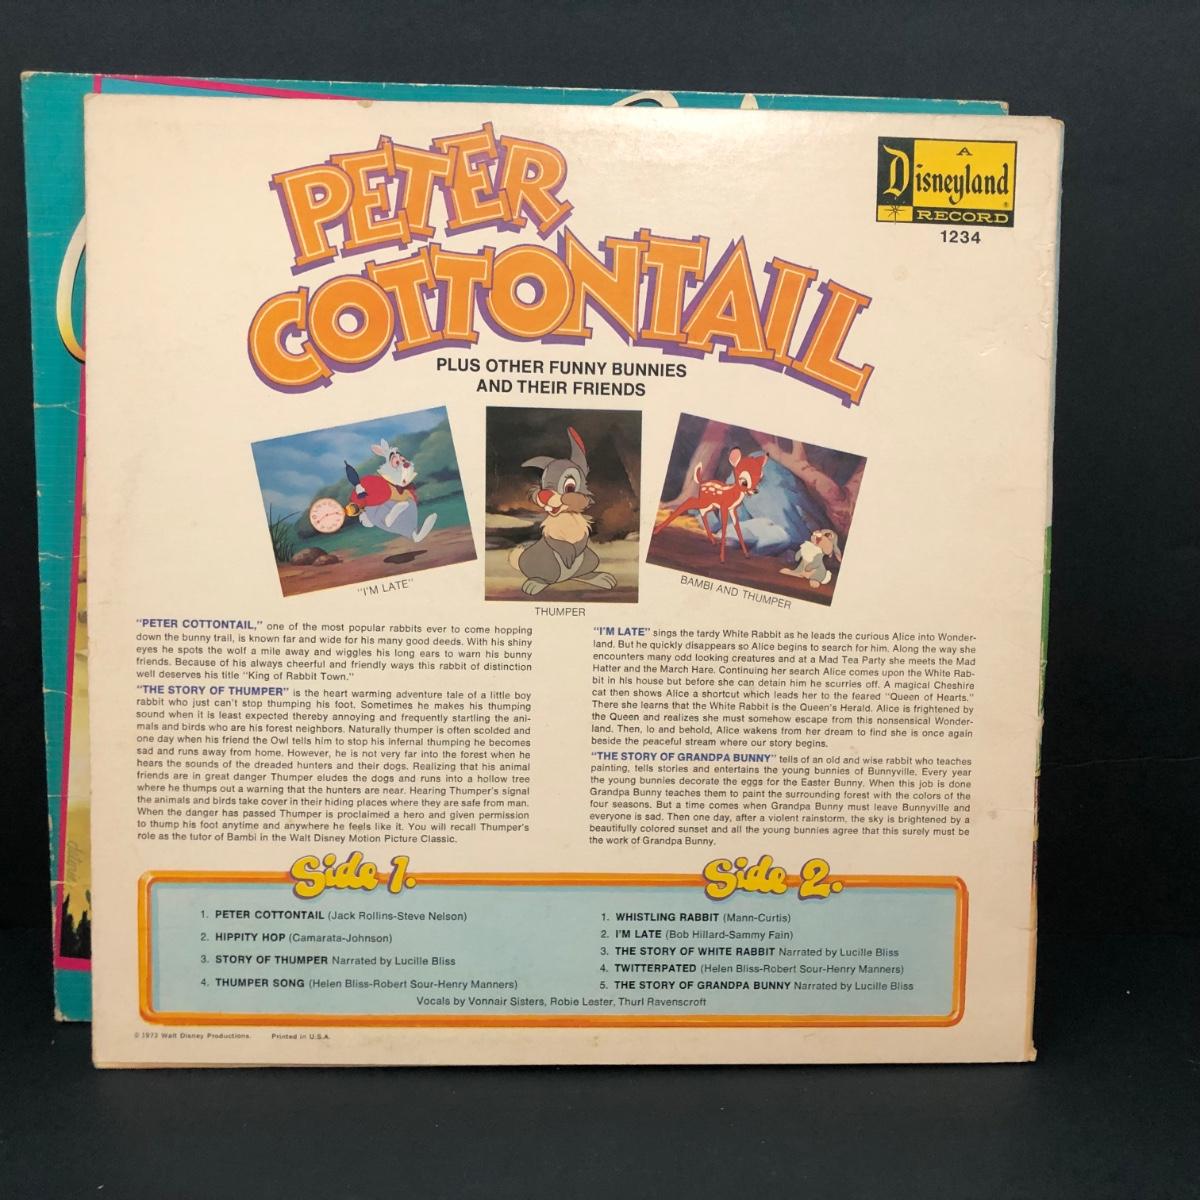 PETER
COTTONTAIL
PLUS OTHER FUNNY BUNNIES
AND THEIR FRIENDS
A
Disneyland
®
RECORD
1234
"I'M LATE"
THUMPER
BAMBI AND THUMPER
"PETER COTTONTAIL," one of the most popular rabbits ever to come hopping
down the bunny trail, is known far and wide for his many good deeds. With his shiny
eyes he spots the wolf a mile away and wiggles his long ears to warn his bunny
friends. Because of his always cheerful and friendly ways this rabbit of distinction
well deserves his title "King of Rabbit Town."
"THE STORY OF THUMPER" is the heart warming adventure tale of a little boy
rabbit who just can't stop thumping his foot. Sometimes he makes his thumping
sound when it is least expected thereby annoying and frequently startling the ani-
mals and birds who are his forest neighbors. Naturally thumper is often scolded and
one day when his friend the Owl tells him to stop his infernal thumping he becomes
sad and runs away from home. However, he is not very far into the forest when he
hears the sounds of the dreaded hunters and their dogs. Realizing that his animal
friends are in great danger Thumper eludes the dogs and runs into a hollow tree
where he thumps out a warning that the hunters are near. Hearing Thumper's signal
the animals and birds take cover in their hiding places where they are safe from man.
When the danger has passed Thumper is proclaimed a hero and given permission
to thump his foot anytime and anywhere he feels like it. You will recall Thumper's
role as the tutor of Bambi in the Walt Disney Motion Picture Classic.
"I'M LATE" sings the tardy White Rabbit as he leads the curious Alice into Wonder-
land. But he quickly disappears so Alice begins to search for him. Along the way she
encounters many odd looking creatures and at a Mad Tea Party she meets the Mad
Hatter and the March Hare. Continuing her search Alice comes upon the White Rab-
bit in his house but before she can detain him he scurries off. A magical Cheshire
cat then shows Alice a shortcut which leads her to the feared "Queen of Hearts."
There she learns that the White Rabbit is the Queen's Herald. Alice is frightened by
the Queen and realizes she must somehow escape from this nonsensical Wonder-
land. Then, lo and behold, Alice wakens from her dream to find she is once again
beside the peaceful stream where our story begins.
"THE STORY OF GRANDPA BUNNY" tells of an old and wise rabbit who teaches
painting, tells stories and entertains the young bunnies of Bunnyville. Every year
the young bunnies decorate the eggs for the Easter Bunny. When this job is done
Grandpa Bunny teaches them to paint the surrounding forest with the colors of the
four seasons. But a time comes when Grandpa Bunny must leave Bunnyville and
everyone is sad. Then one day, after a violent rainstorm, the sky is brightened by a
beautifully colored sunset and all the young bunnies agree that this surely must be
the work of Grandpa Bunny.
Side 1.
1. PETER COTTONTAIL (Jack Rollins-Steve Nelson)
2. HIPPITY HOP (Camarata-Johnson)
3. STORY OF THUMPER Narrated by Lucille Bliss
4. THUMPER SONG (Helen Bliss-Robert Sour-Henry Manners)
Side 2.
1. WHISTLING RABBIT (Mann-Curtis)
2. I'M LATE (Bob Hillard-Sammy Fain)
3. THE STORY OF WHITE RABBIT Narrated by Lucille Bliss
4. TWITTERPATED (Helen Bliss-Robert Sour-Henry Manners)
5. THE STORY OF GRANDPA BUNNY Narrated by Lucille Bliss
Vocals by Vonnair Sisters, Robie Lester, Thurl Ravenscroft
© 1973 Walt Disney Productions. Printed in U.S.A.